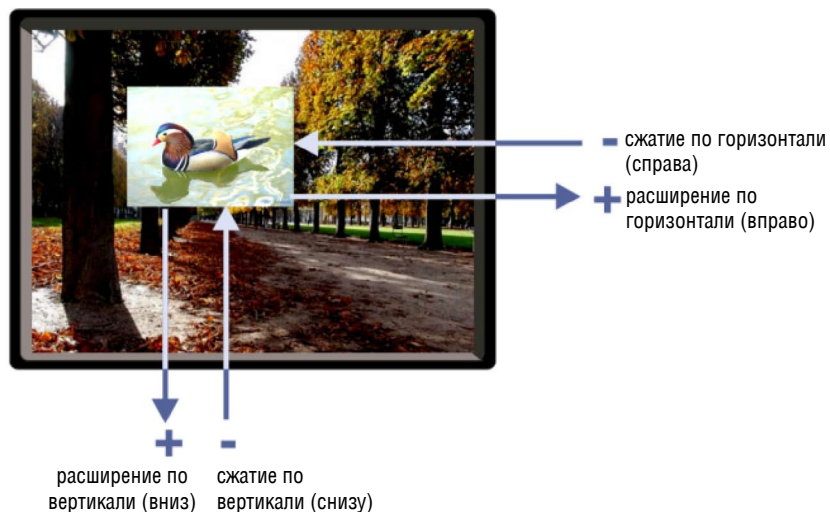 - сжатие по горизонтали
(справа)
+ расширение по
горизонтали (вправо)
+
расширение по
вертикали (вниз)
-
сжатие по
вертикали (снизу)